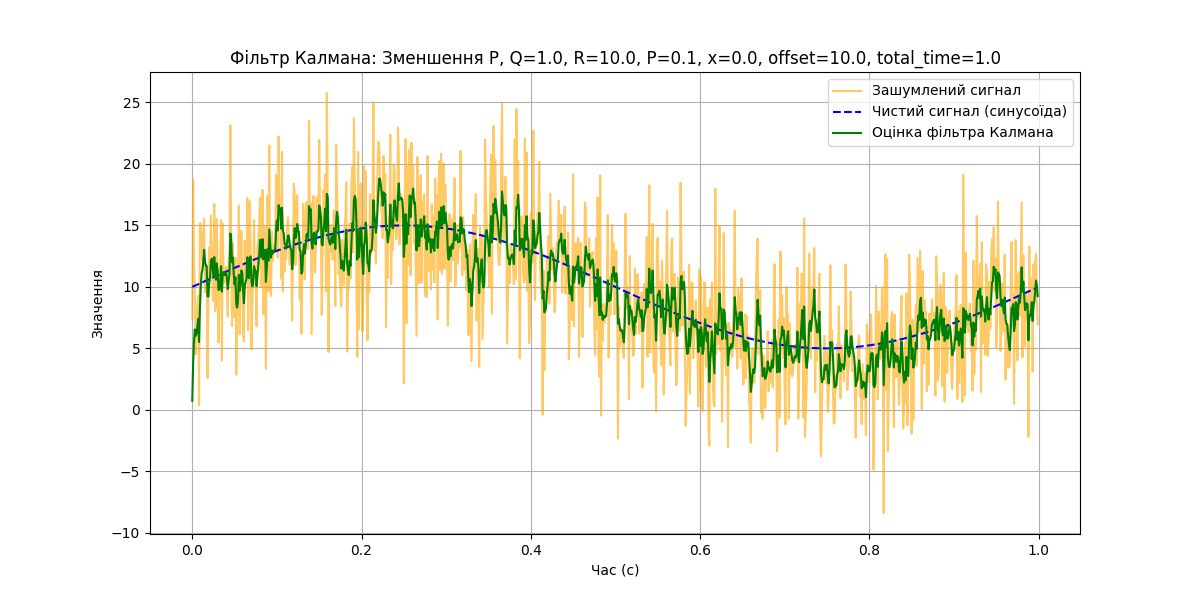 Фільтр Калмана: Зменшення P, Q=1.0, R=10.0, P=0.1, x=0.0, offset=10.0, total_time=1.0
Зашумлений сигнал
Чистий сигнал (синусоїда)
Оцінка фільтра Калмана
Значення
25
20
15
10
5
0
−5
−10
0.0 0.2 0.4 0.6 0.8 1.0
Час (с)